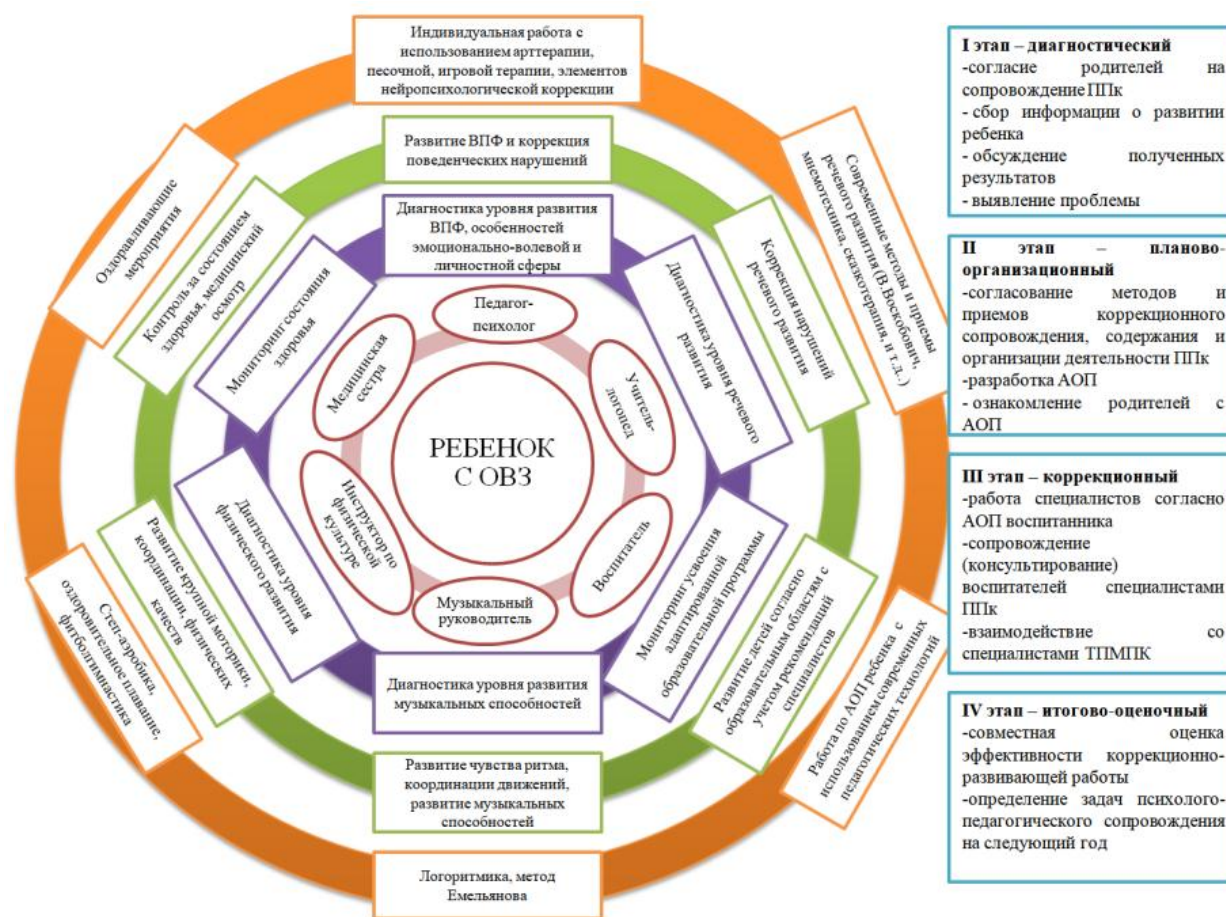 Индивидуальная работа с
использованием арттерапии,
песочной, игровой терапии, элементов
нейропсихологической коррекции
Развитие ВПФ и коррекция
поведенческих нарушений
Диагностика уровня развития
ВПФ, особенностей
эмоционально-волевой и
личностной сферы
Педагог-
психолог
Современные методы и приемы
речевого развития (В.Воскобович,
мнемотехника, сказкотерапия, и т.д..)
Коррекция нарушений
речевого развития
Диагностика уровня речевого
развития
Учитель-
логопед
Воспитатель
Мониторинг усвоения
адаптированной
образовательной программы
Развитие детей согласно
образовательным областям с
учетом рекомендаций
специалистов
Работа по АОП ребенка с
использованием современных
педагогических технологий
Музыкальный
руководитель
Диагностика уровня развития
музыкальных способностей
Развитие чувства ритма,
координации движений,
развитие музыкальных
способностей
Логоритмика, метод
Емельянова
Инструктор по
физической
культуре
Диагностика уровня
физического развития
Развитие крупной моторики,
координации, физических
качеств
Степ-аэробика,
оздоровительное плавание,
фитболгимнастика
Медицинская
сестра
Мониторинг состояния
здоровья
Контроль за состоянием
здоровья, медицинский
осмотр
Оздоравливающие
мероприятия
РЕБЕНОК
С ОВЗ
I этап – диагностический
-согласие родителей на
сопровождение ППк
- сбор информации о развитии
ребенка
- обсуждение полученных
результатов
- выявление проблемы
II этап – планово-
организационный
-согласование методов и
приемов коррекционного
сопровождения, содержания и
организации деятельности ППк
-разработка АОП
- ознакомление родителей с
АОП
III этап – коррекционный
-работа специалистов согласно
АОП воспитанника
-сопровождение
(консультирование)
воспитателей специалистами
ППк
-взаимодействие со
специалистами ТПМПК
IV этап – итогово-оценочный
-совместная оценка
эффективности коррекционно-
развивающей работы
-определение задач психолого-
педагогического сопровождения
на следующий год